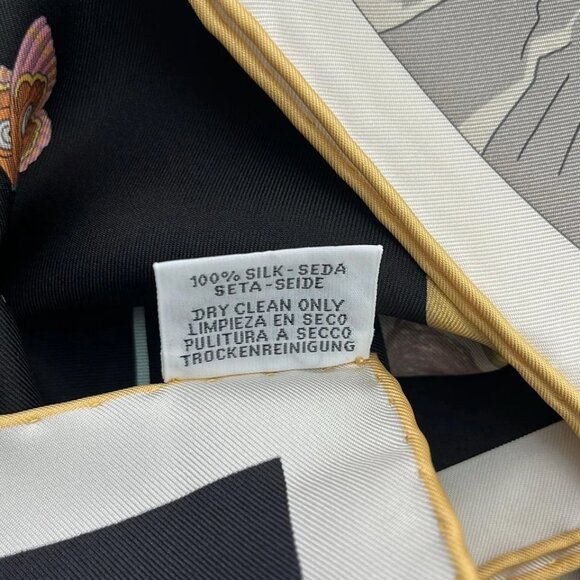 100% SILK-SEDA
SETA-SEIDE
DRY CLEAN ONLY
LIMPIEZA EN SECO
PULITURA A SECCO
TROCKENREINIGUNG